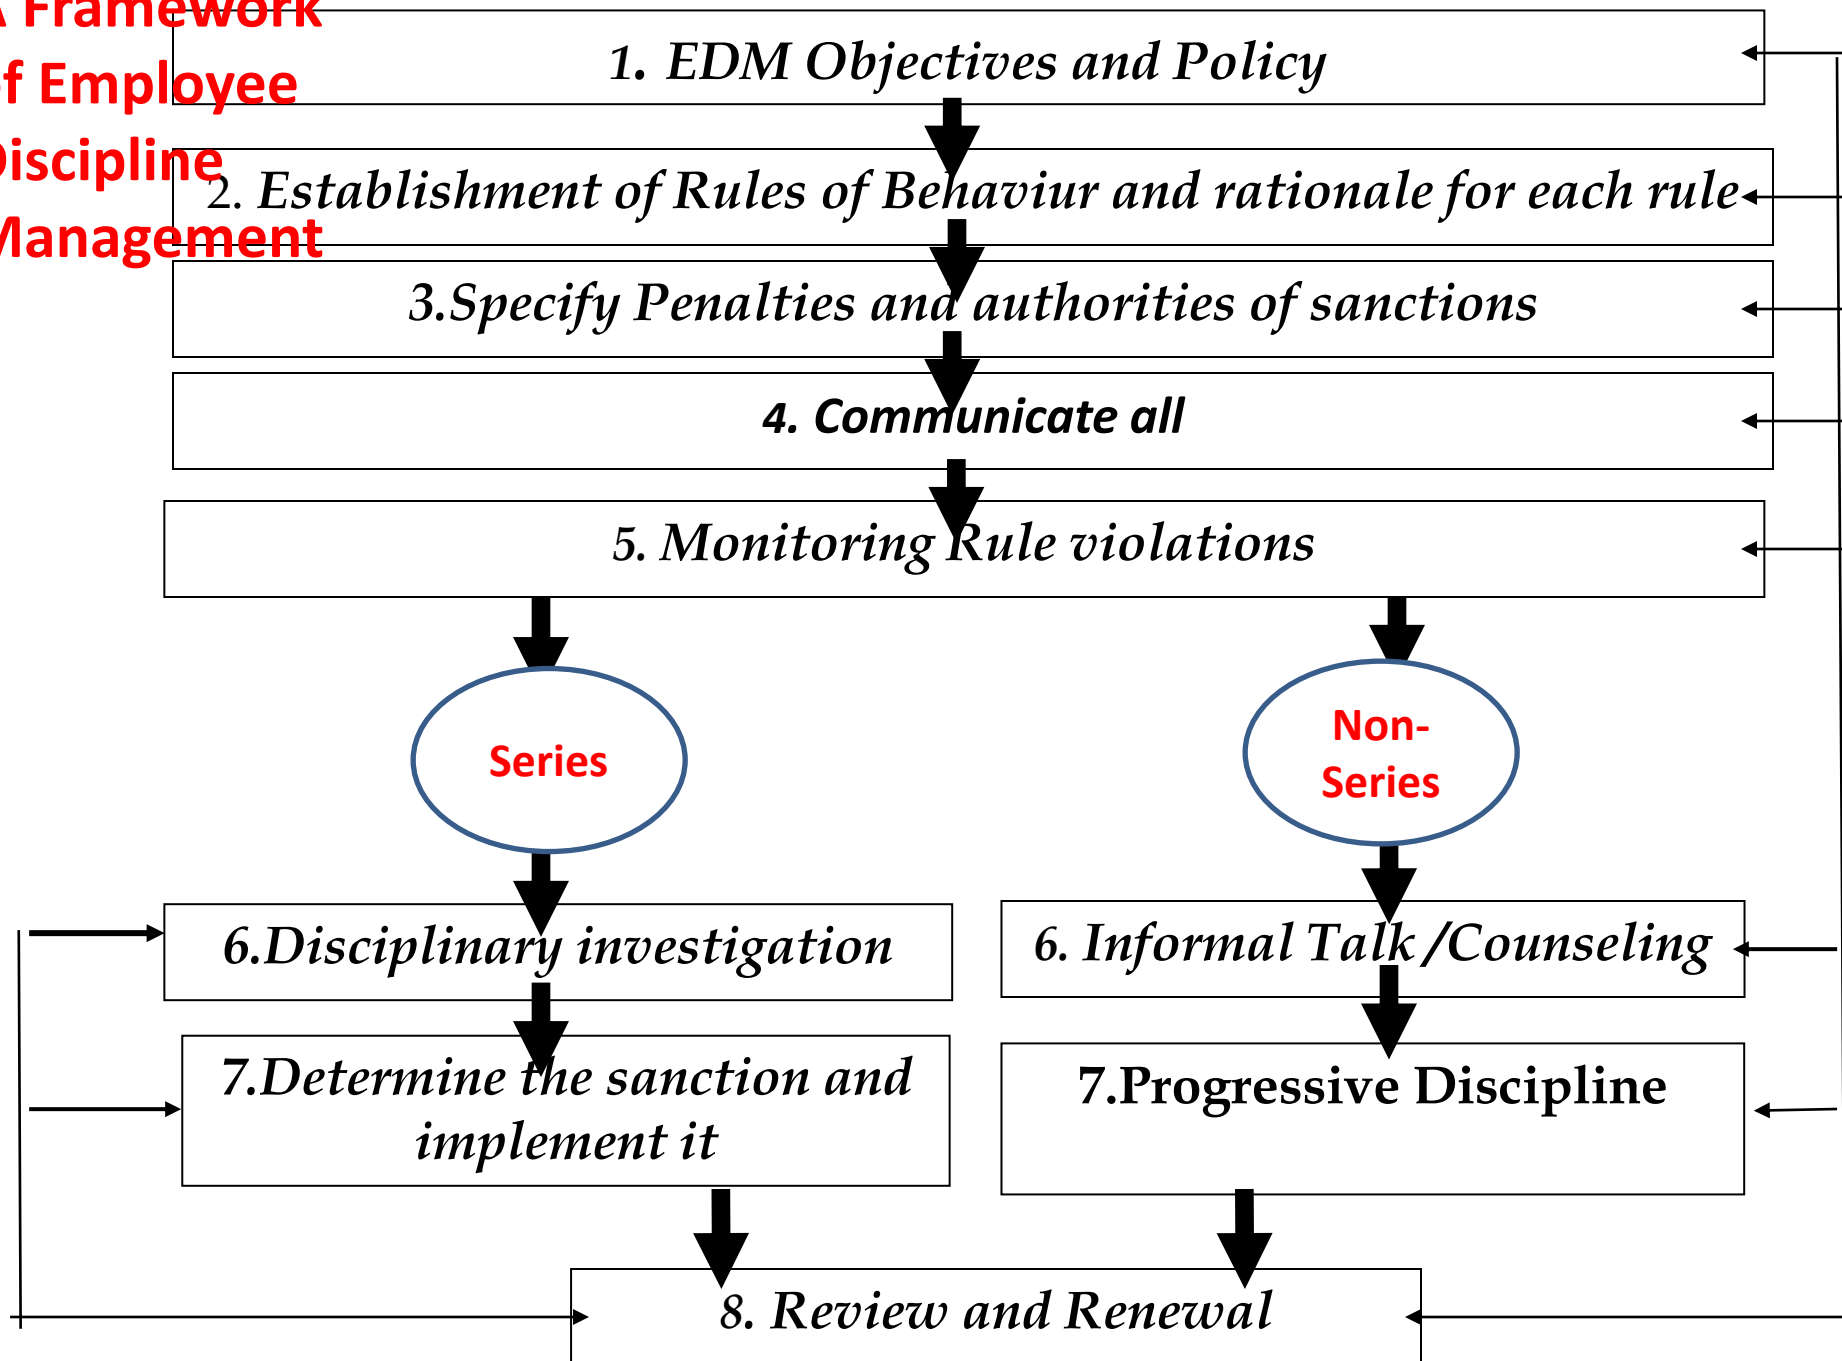 A Framework
of Employee
Discipline
Management
1. EDM Objectives and Policy
2. Establishment of Rules of Behaviur and rationale for each rule
3.Specify Penalties and authorities of sanctions
4. Communicate all
5. Monitoring Rule violations
Series
Non-
Series
6.Disciplinary investigation
6. Informal Talk /Counseling
7.Determine the sanction and
implement it
7.Progressive Discipline
8. Review and Renewal